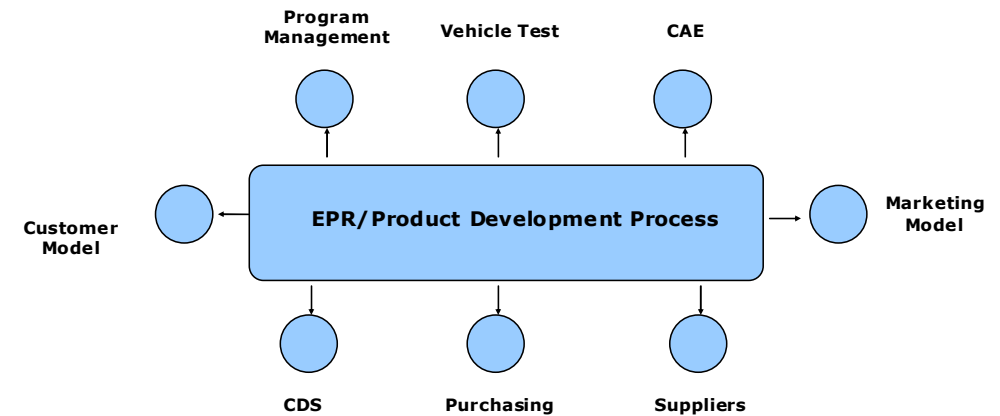 Program
Management
Vehicle Test
CAE
EPR/Product Development Process
Customer
Model
Marketing
Model
CDS
Purchasing
Suppliers